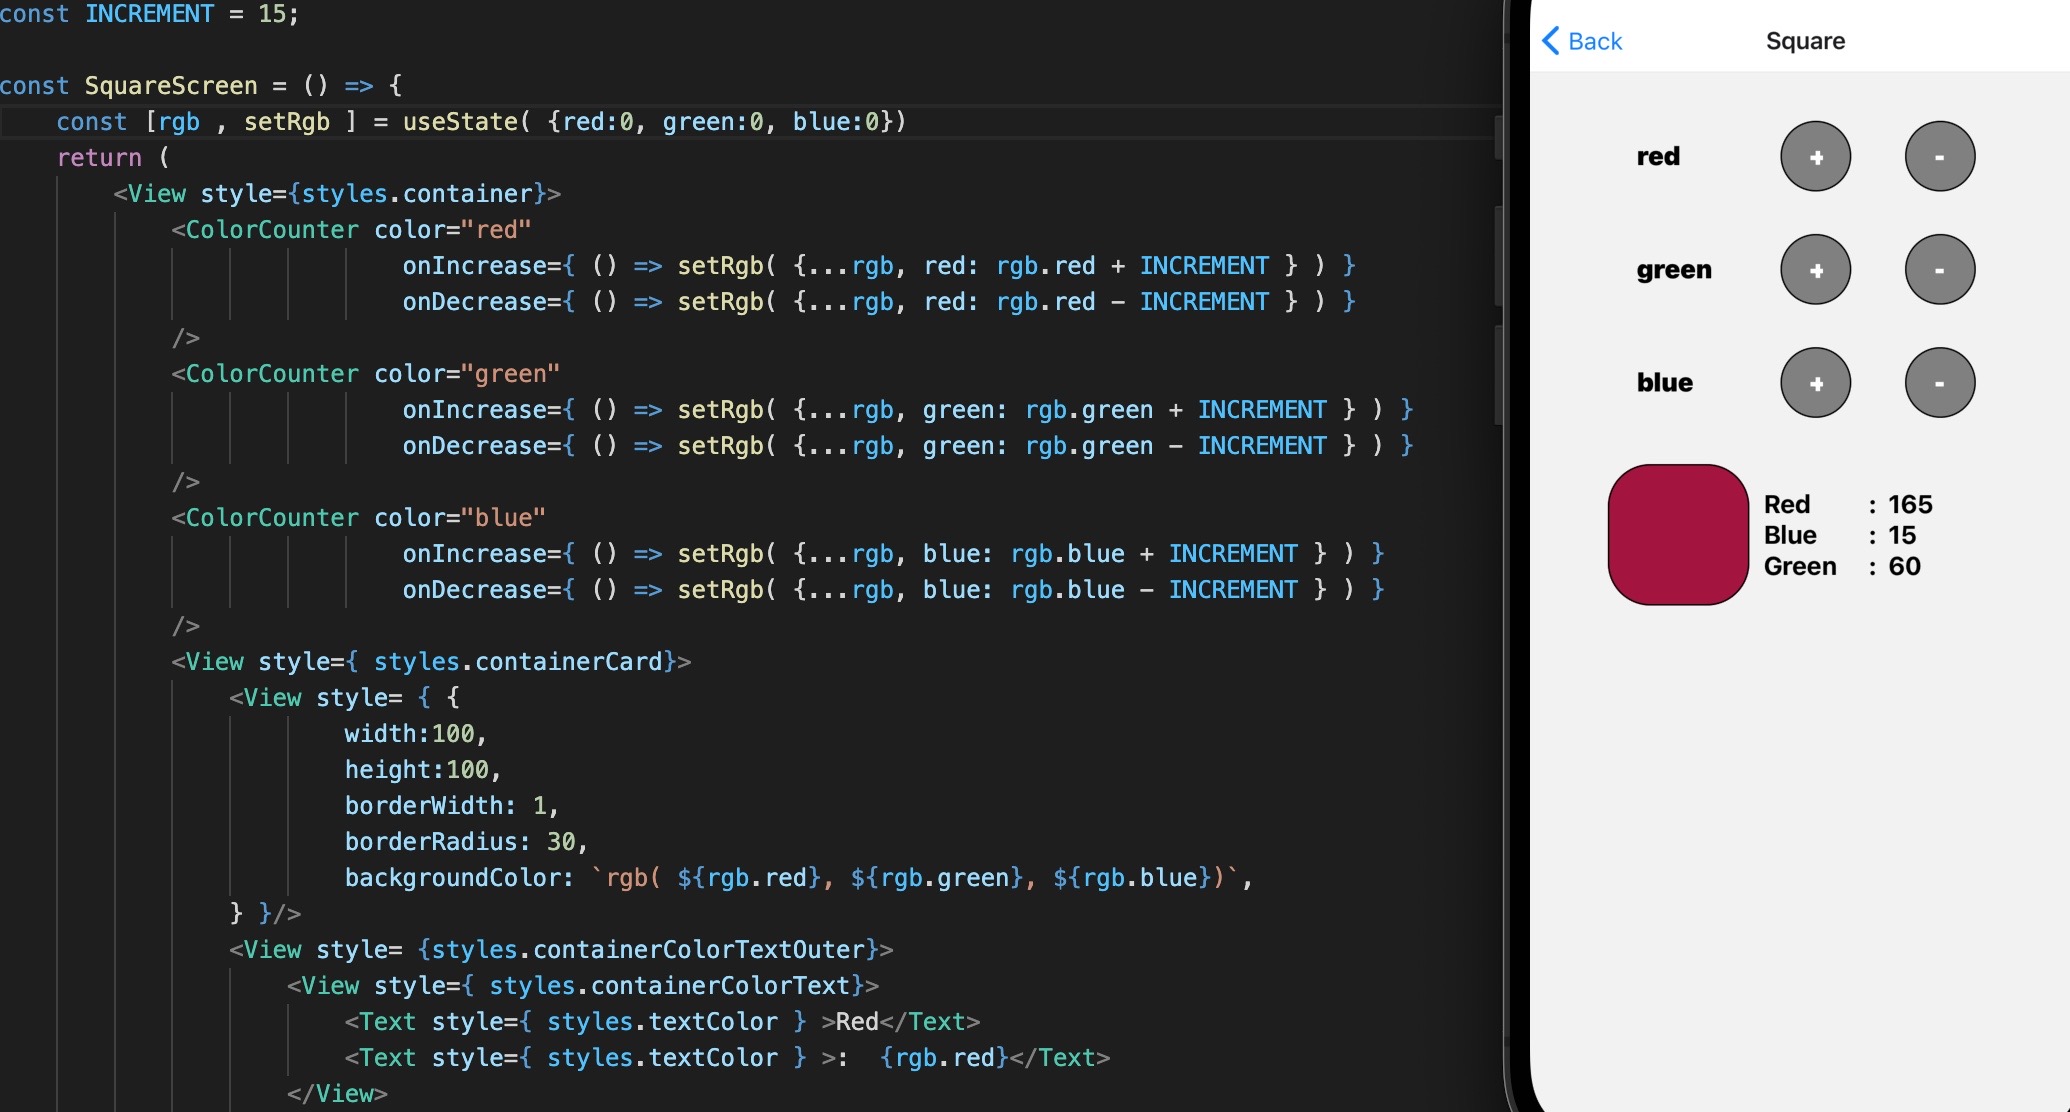 const INCREMENT = 15;
const SquareScreen = () => {
    const [rgb , setRgb ] = useState( {red:0, green:0, blue:0})
    return (
        <View style={styles.container}>
            <ColorCounter color="red"
                            onIncrease={ () => setRgb( {...rgb, red: rgb.red + INCREMENT } ) }
                            onDecrease={ () => setRgb( {...rgb, red: rgb.red - INCREMENT } ) }
            />
            <ColorCounter color="green"
                            onIncrease={ () => setRgb( {...rgb, green: rgb.green + INCREMENT } ) }
                            onDecrease={ () => setRgb( {...rgb, green: rgb.green - INCREMENT } ) }
            />
            <ColorCounter color="blue"
                            onIncrease={ () => setRgb( {...rgb, blue: rgb.blue + INCREMENT } ) }
                            onDecrease={ () => setRgb( {...rgb, blue: rgb.blue - INCREMENT } ) }
            />
            <View style={ styles.containerCard}>
                <View style= { {
                        width:100,
                        height:100,
                        borderWidth: 1,
                        borderRadius: 30,
                        backgroundColor: `rgb( ${rgb.red}, ${rgb.green}, ${rgb.blue})`,
                } }/>
                <View style= {styles.containerColorTextOuter}>
                    <View style={ styles.containerColorText}>
                        <Text style={ styles.textColor } >Red</Text>
                        <Text style={ styles.textColor } >:  {rgb.red}</Text>
                    </View>
Back Square
red + -
green + -
blue + -
Red : 165
Blue : 15
Green : 60